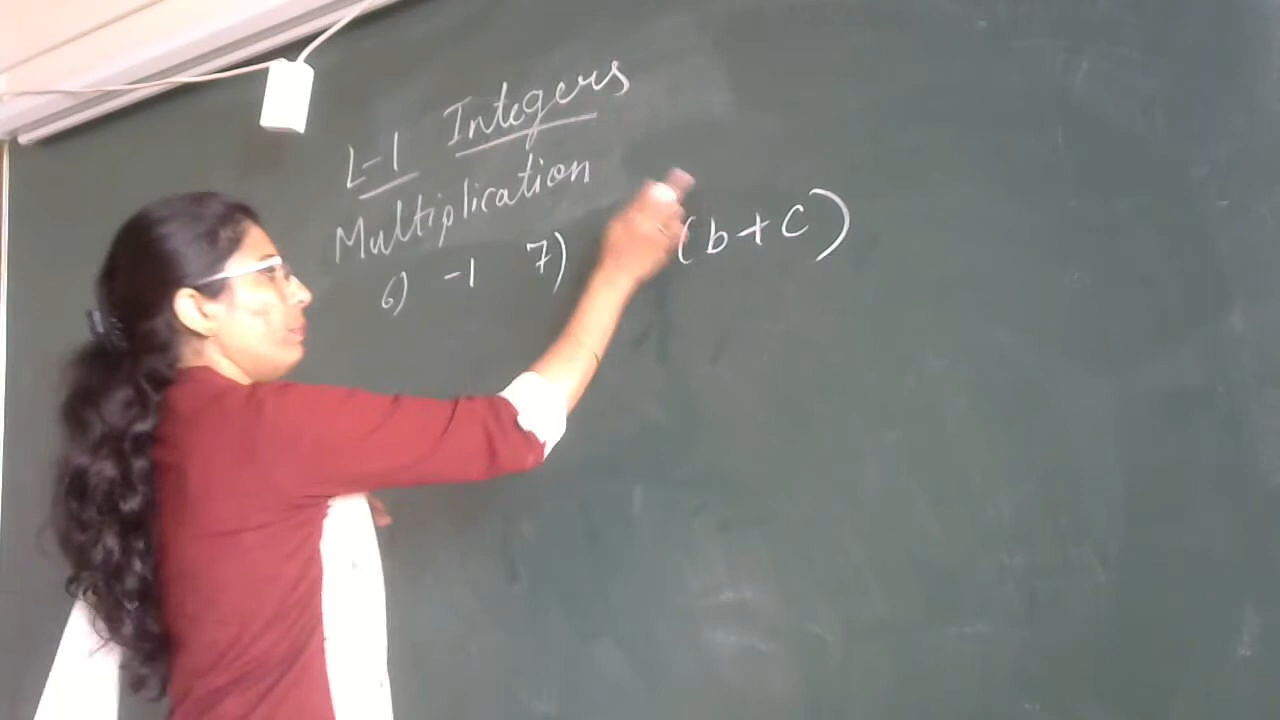 L-1 Integers
Multiplication
6) -1 7) (b+c)